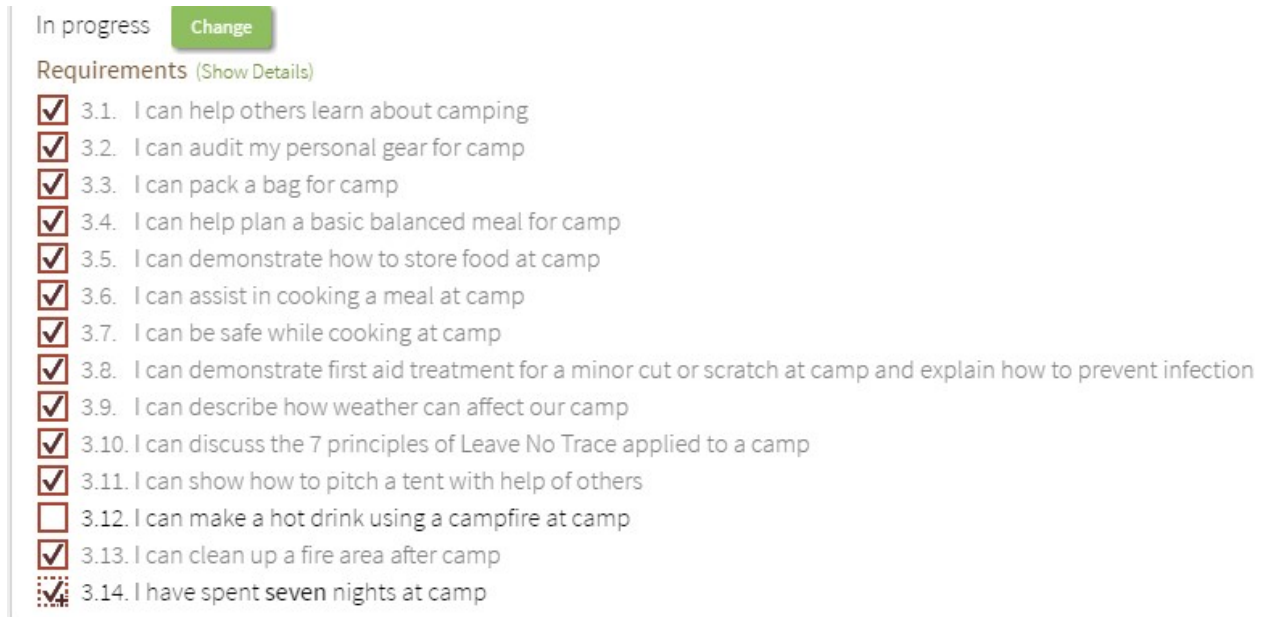 In progress Change
Requirements (Show Details)
3.1. I can help others learn about camping
3.2. I can audit my personal gear for camp
3.3. I can pack a bag for camp
3.4. I can help plan a basic balanced meal for camp
3.5. I can demonstrate how to store food at camp
3.6. I can assist in cooking a meal at camp
3.7. I can be safe while cooking at camp
3.8. I can demonstrate first aid treatment for a minor cut or scratch at camp and explain how to prevent infection
3.9. I can describe how weather can affect our camp
3.10. I can discuss the 7 principles of Leave No Trace applied to a camp
3.11. I can show how to pitch a tent with help of others
3.12. I can make a hot drink using a campfire at camp
3.13. I can clean up a fire area after camp
3.14. I have spent seven nights at camp